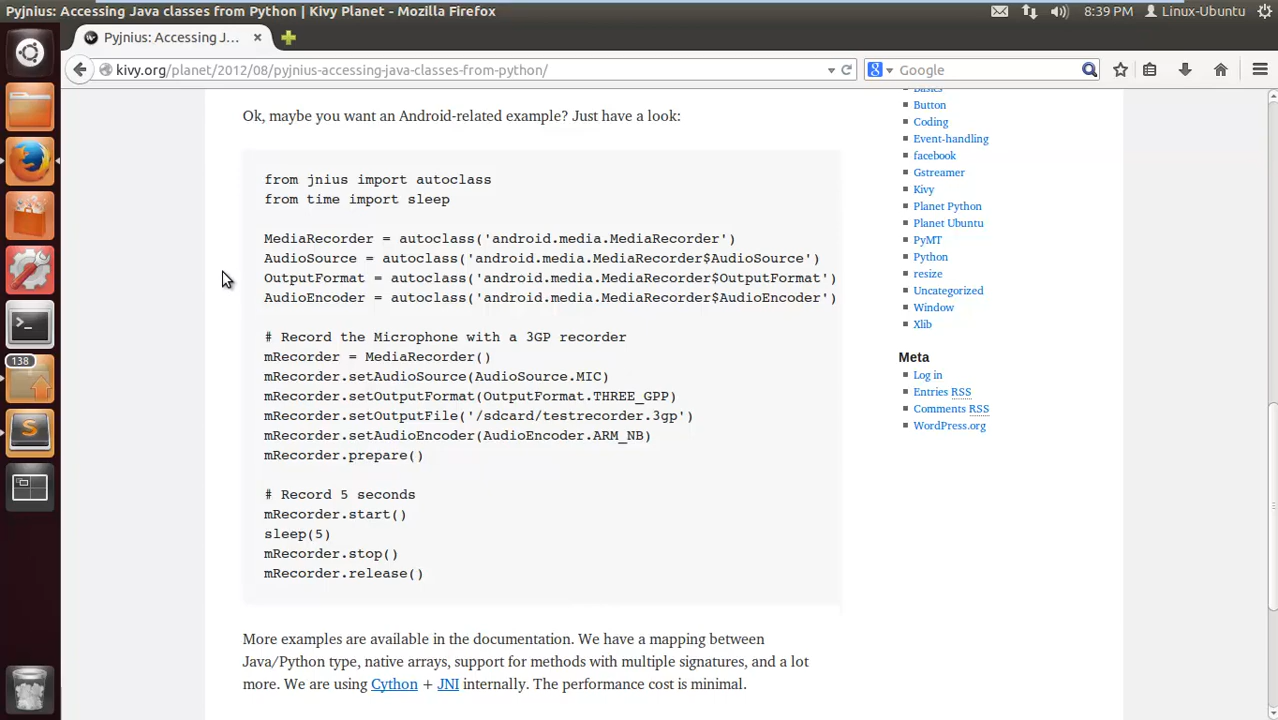 Pyjnius: Accessing Java classes from Python | Kivy Planet - Mozilla Firefox
8:39 PM
Linux-Ubuntu
Pyjnius: Accessing J...
kivy.org/planet/2012/08/pyjnius-accessing-java-classes-from-python/
Google
138
Ok, maybe you want an Android-related example? Just have a look:
from jnius import autoclass
from time import sleep
MediaRecorder = autoclass('android.media.MediaRecorder')
AudioSource = autoclass('android.media.MediaRecorder$AudioSource')
OutputFormat = autoclass('android.media.MediaRecorder$OutputFormat')
AudioEncoder = autoclass('android.media.MediaRecorder$AudioEncoder')
# Record the Microphone with a 3GP recorder
mRecorder = MediaRecorder()
mRecorder.setAudioSource(AudioSource.MIC)
mRecorder.setOutputFormat(OutputFormat.THREE_GPP)
mRecorder.setOutputFile('/sdcard/testrecorder.3gp')
mRecorder.setAudioEncoder(AudioEncoder.ARM_NB)
mRecorder.prepare()
# Record 5 seconds
mRecorder.start()
sleep(5)
mRecorder.stop()
mRecorder.release()
More examples are available in the documentation. We have a mapping between
Java/Python type, native arrays, support for methods with multiple signatures, and a lot
more. We are using Cython + JNI internally. The performance cost is minimal.
Basics
Button
Coding
Event-handling
facebook
Gstreamer
Kivy
Planet Python
Planet Ubuntu
PyMT
Python
resize
Uncategorized
Window
Xlib
Meta
Log in
Entries RSS
Comments RSS
WordPress.org